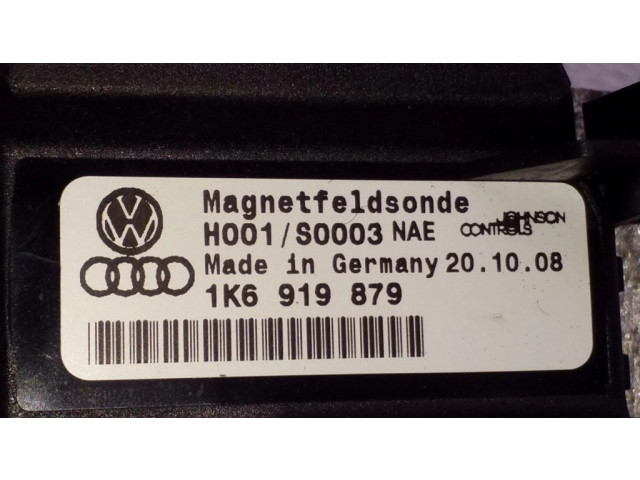 Magnetfeldsonde
H001/S0003 NAE JOHNSON CONTROLS
Made in Germany 20.10.08
1K6 919 879